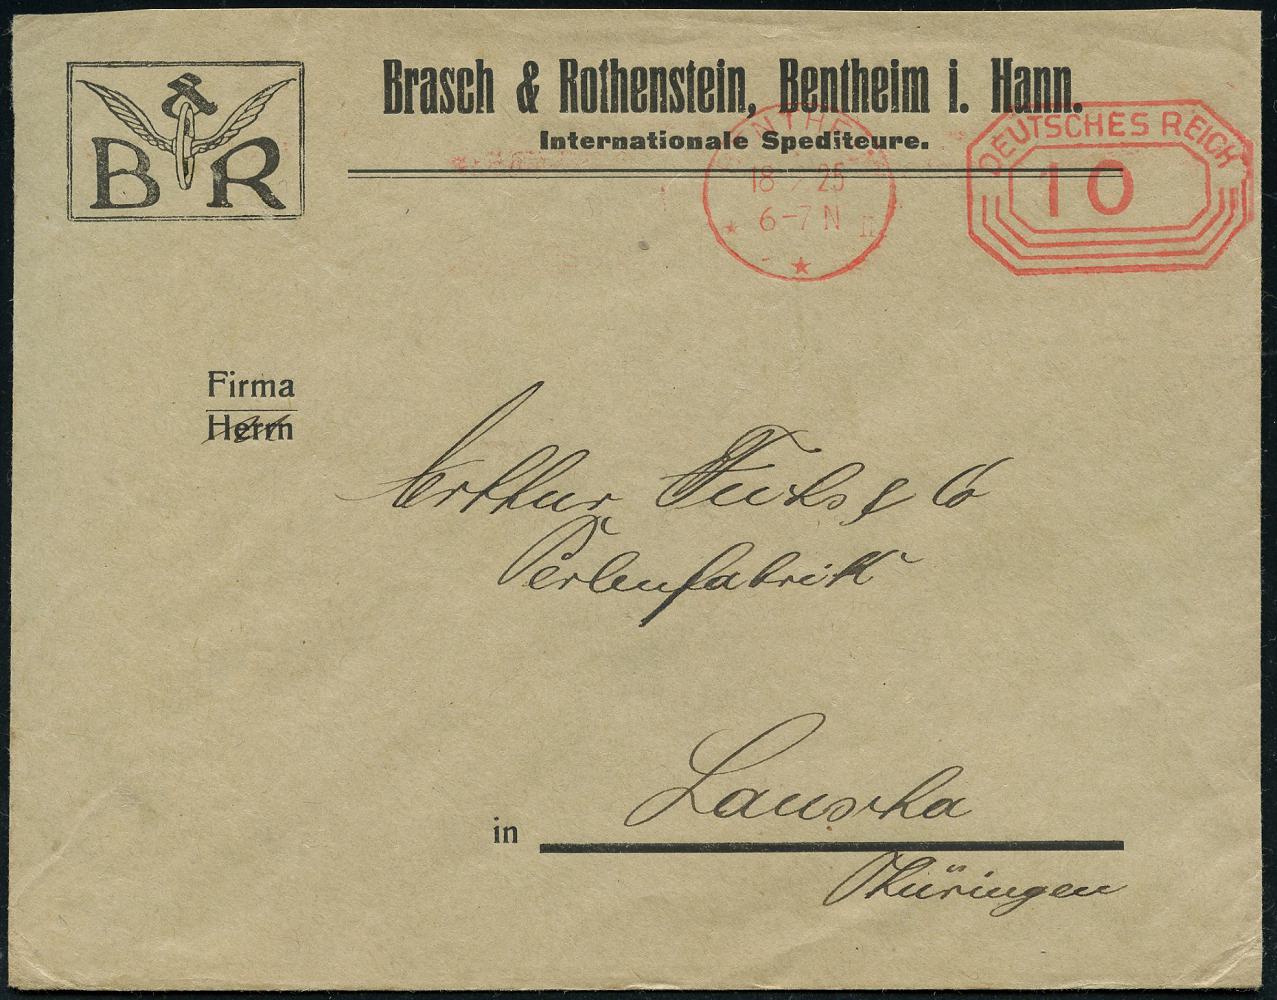 B R
Brasch & Rothenstein, Bentheim i. Hann.
Internationale Spediteure.
DEUTSCHES REICH
10
18 25
6-7 N
Firma
Herrn
Arthur Fuchs & Co
Perlenfabrik
in Lauscha
Thüringen